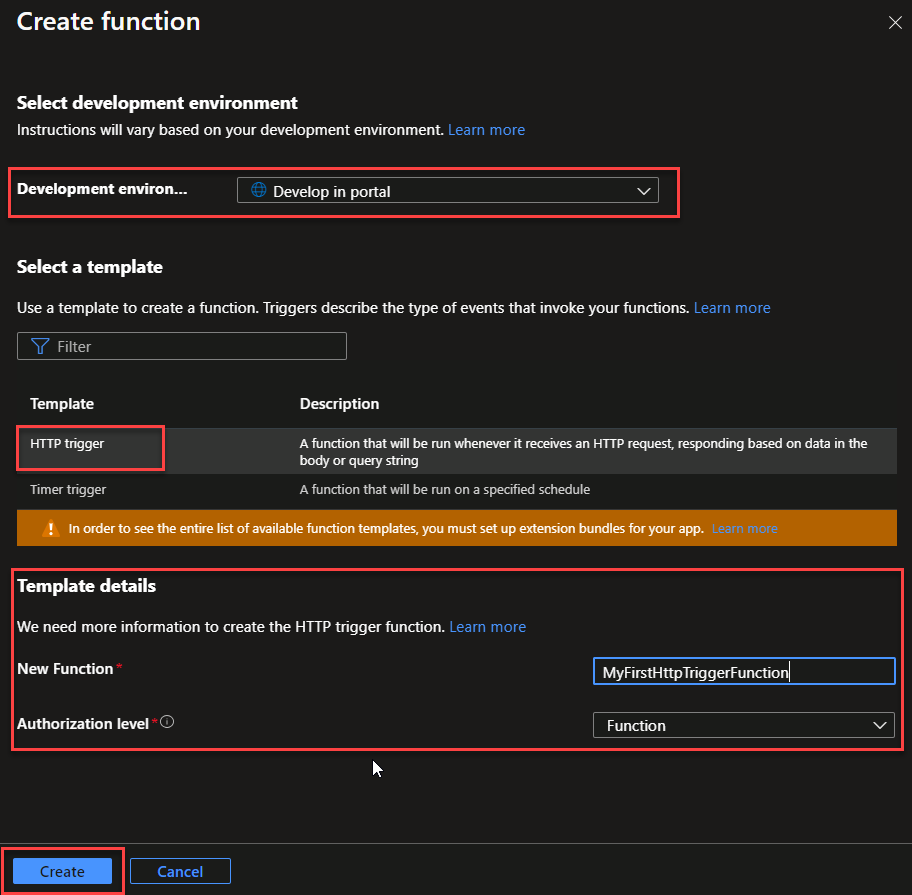 Create function
Select development environment
Instructions will vary based on your development environment. Learn more
Development environ...
Develop in portal
Select a template
Use a template to create a function. Triggers describe the type of events that invoke your functions. Learn more
Filter
Template
Description
HTTP trigger
A function that will be run whenever it receives an HTTP request, responding based on data in the
body or query string
Timer trigger
A function that will be run on a specified schedule
In order to see the entire list of available function templates, you must set up extension bundles for your app. Learn more
Template details
We need more information to create the HTTP trigger function. Learn more
New Function *
MyFirstHttpTriggerFunction
Authorization level *
Function
Create
Cancel